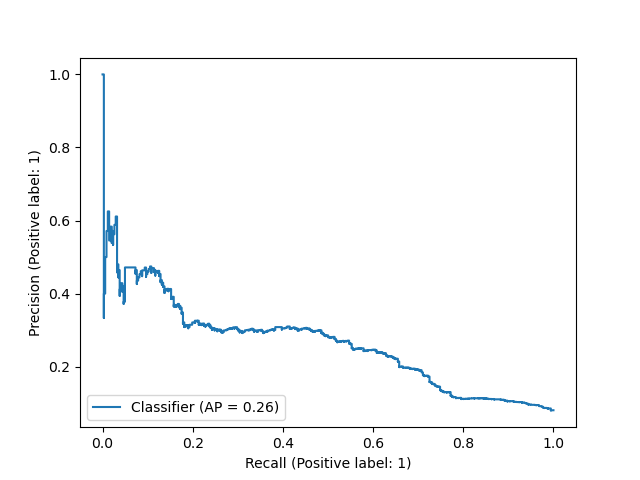 1.0
0.8
0.6
0.4
0.2
Precision (Positive label: 1)
Classifier (AP = 0.26)
0.0 0.2 0.4 0.6 0.8 1.0
Recall (Positive label: 1)